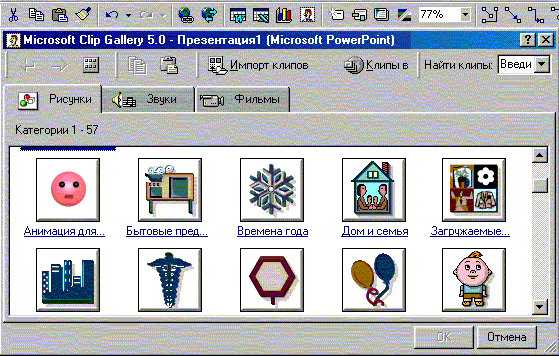 77%
Microsoft Clip Gallery 5.0 - Презентация1 (Microsoft PowerPoint)
Импорт клипов Клипы в Найти клипы: Введи
Рисунки Звуки Фильмы
Категории 1 - 57
Анимация для... Бытовые пред... Времена года Дом и семья Загружаемые...
OK Отмена